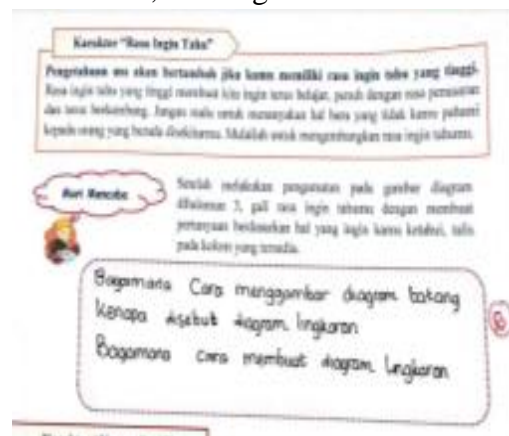 Karakter "Rasa Ingin Tahu"
Pengetahuan mu akan bertambah jika kamu memiliki rasa ingin tahu yang tinggi.
Rasa ingin tahu yang tinggi membuat kita ingin terus belajar, penuh dengan rasa penasaran
dan terus berkembang. Jangan malu untuk menanyakan hal baru yang tidak kamu pahami
kepada orang yang berada disekitarmu. Mulailah untuk mengembangkan rasa ingin tahumu.
Ayo Mencoba
Setelah melakukan pengamatan pada gambar diagram
dihalaman 3, gali rasa ingin tahumu dengan membuat
pertanyaan berdasarkan hal yang ingin kamu ketahui, tulis
pada kolom yang tersedia.
Bagamana Cara menggambar diagram batang
Kenapa disebut diagram lingkaran
Bagamana cara membuat diagram lingkaran